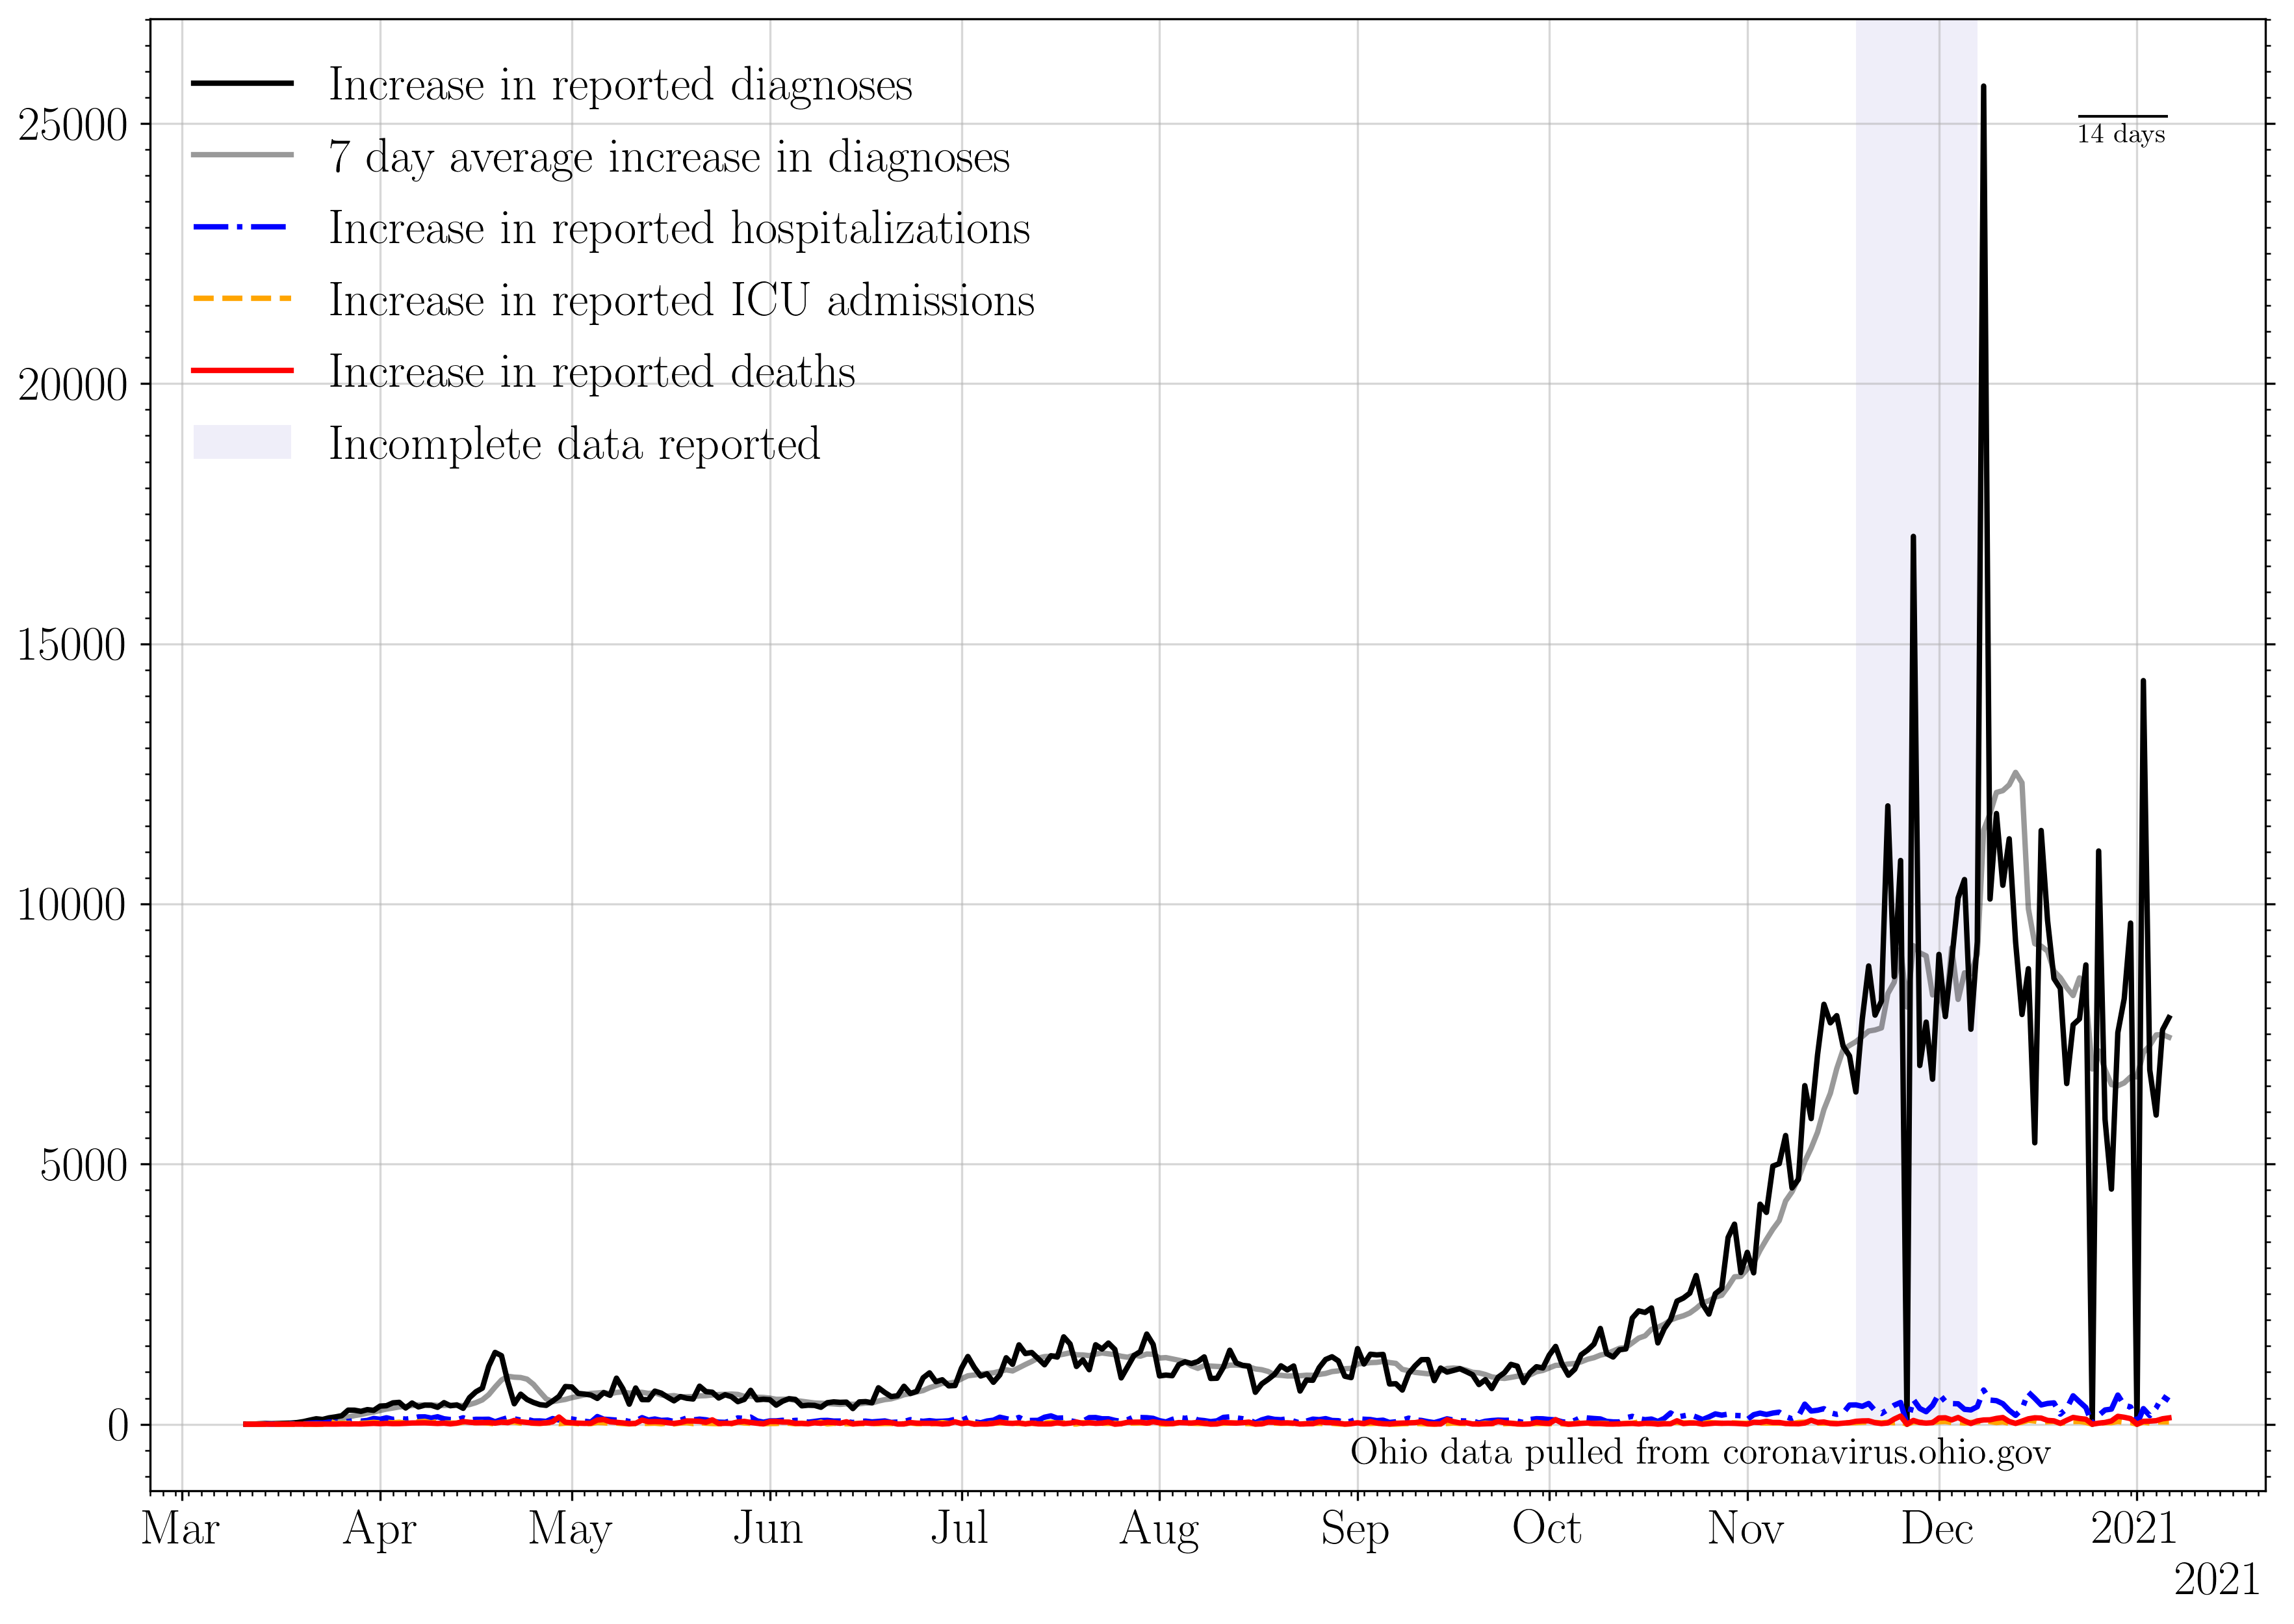 Increase in reported diagnoses
7 day average increase in diagnoses
Increase in reported hospitalizations
Increase in reported ICU admissions
Increase in reported deaths
Incomplete data reported
14 days
25000
20000
15000
10000
5000
0
Ohio data pulled from coronavirus.ohio.gov
Mar Apr May Jun Jul Aug Sep Oct Nov Dec 2021
2021